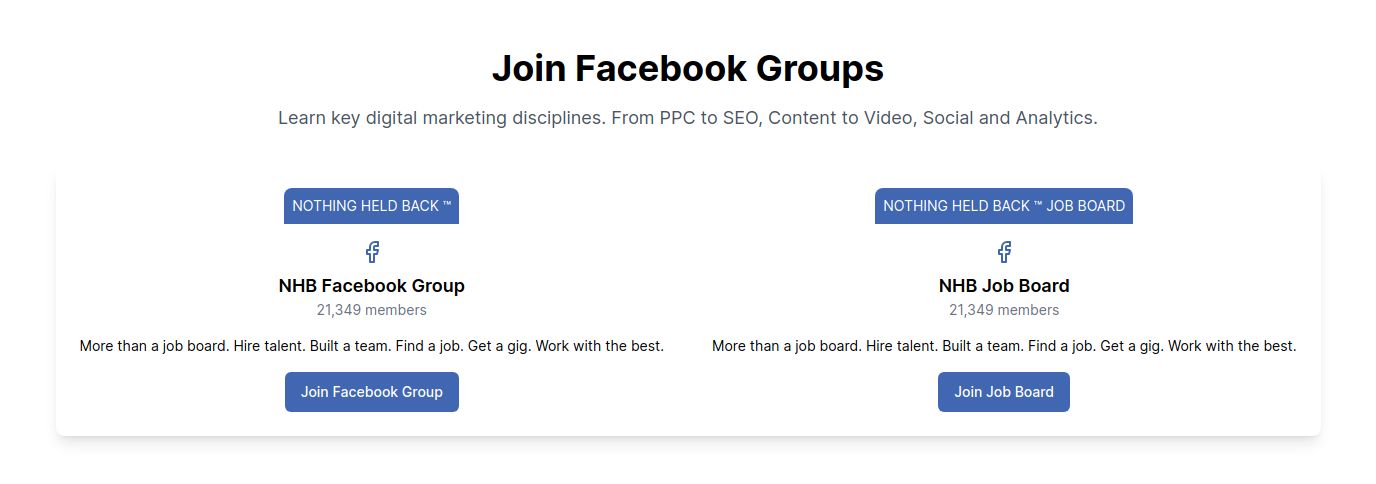 Join Facebook Groups
Learn key digital marketing disciplines. From PPC to SEO, Content to Video, Social and Analytics.
NOTHING HELD BACK ™
NHB Facebook Group
21,349 members
More than a job board. Hire talent. Built a team. Find a job. Get a gig. Work with the best.
Join Facebook Group
NOTHING HELD BACK ™ JOB BOARD
NHB Job Board
21,349 members
More than a job board. Hire talent. Built a team. Find a job. Get a gig. Work with the best.
Join Job Board